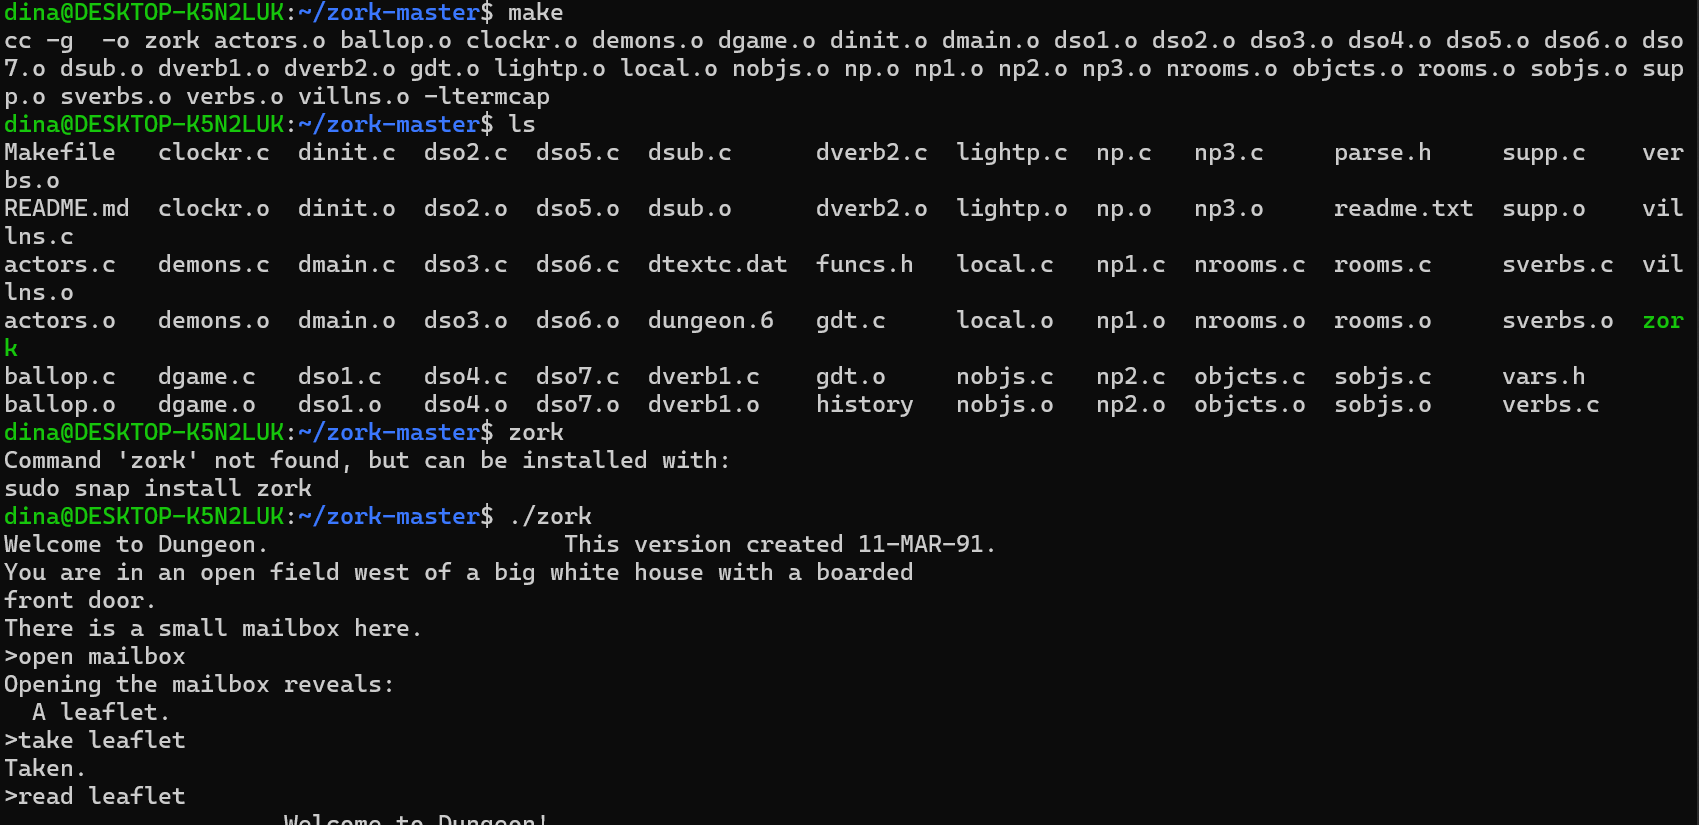 dina@DESKTOP-K5N2LUK:~/zork-master$ make
cc -g  -o zork actors.o ballop.o clockr.o demons.o dgame.o dinit.o dmain.o dso1.o dso2.o dso3.o dso4.o dso5.o dso6.o dso
7.o dsub.o dverb1.o dverb2.o gdt.o lightp.o local.o nobjs.o np.o np1.o np2.o np3.o nrooms.o objcts.o rooms.o sobjs.o sup
p.o sverbs.o verbs.o villns.o -ltermcap
dina@DESKTOP-K5N2LUK:~/zork-master$ ls
Makefile   clockr.c  dinit.c  dso2.c  dso5.c  dsub.c      dverb2.c  lightp.c  np.c   np3.c     parse.h    supp.c    ver
bs.o
README.md  clockr.o  dinit.o  dso2.o  dso5.o  dsub.o      dverb2.o  lightp.o  np.o   np3.o     readme.txt  supp.o    vil
lns.c
actors.c   demons.c  dmain.c  dso3.c  dso6.c  dtextc.dat  funcs.h   local.c   np1.c  nrooms.c  rooms.c    sverbs.c  vil
lns.o
actors.o   demons.o  dmain.o  dso3.o  dso6.o  dungeon.6   gdt.c     local.o   np1.o  nrooms.o  rooms.o    sverbs.o  zor
k
ballop.c   dgame.c   dso1.c   dso4.c  dso7.c  dverb1.c    gdt.o     nobjs.c   np2.c  objcts.c  sobjs.c    vars.h
ballop.o   dgame.o   dso1.o   dso4.o  dso7.o  dverb1.o    history   nobjs.o   np2.o  objcts.o  sobjs.o    verbs.c
dina@DESKTOP-K5N2LUK:~/zork-master$ zork
Command 'zork' not found, but can be installed with:
sudo snap install zork
dina@DESKTOP-K5N2LUK:~/zork-master$ ./zork
Welcome to Dungeon.                     This version created 11-MAR-91.
You are in an open field west of a big white house with a boarded
front door.
There is a small mailbox here.
>open mailbox
Opening the mailbox reveals:
  A leaflet.
>take leaflet
Taken.
>read leaflet
                    Welcome to Dungeon!